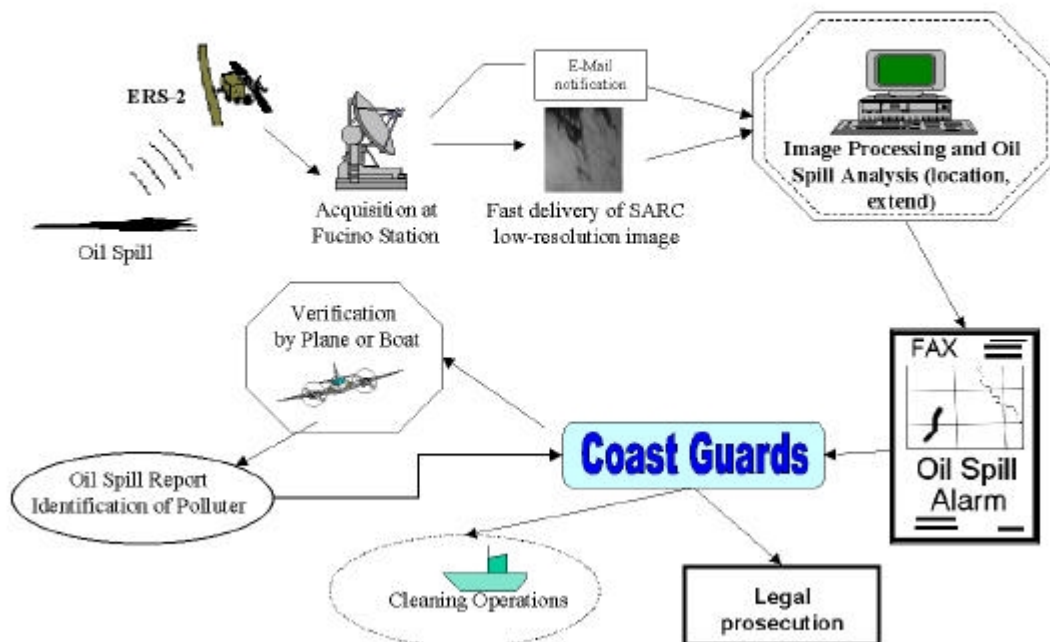 ERS-2
Oil Spill
Acquisition at
Fucino Station
E-Mail
notification
Fast delivery of SARC
low-resolution image
Image Processing and Oil
Spill Analysis (location,
extend)
FAX
Oil Spill
Alarm
Coast Guards
Verification
by Plane or Boat
Oil Spill Report
Identification of Polluter
Cleaning Operations
Legal
prosecution